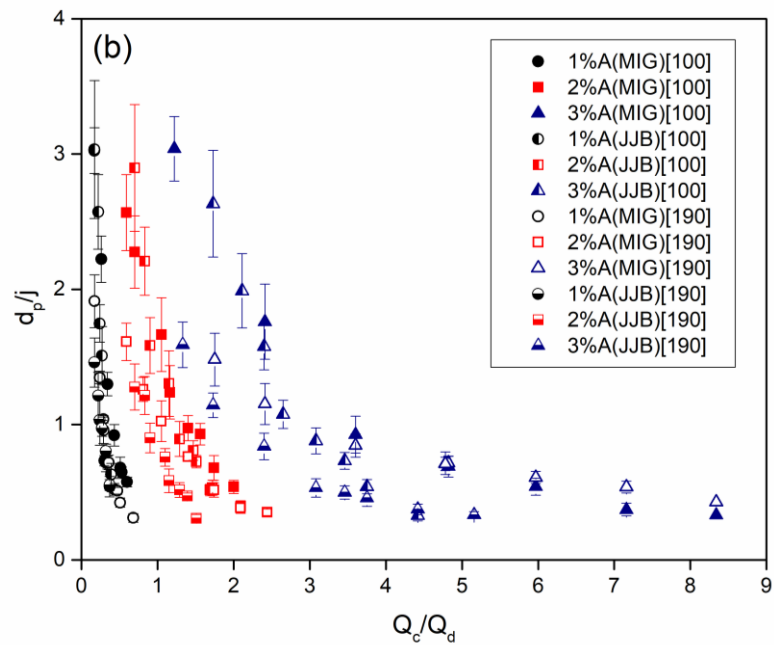 (b)
1%A(MIG)[100]
2%A(MIG)[100]
3%A(MIG)[100]
1%A(JJB)[100]
2%A(JJB)[100]
3%A(JJB)[100]
1%A(MIG)[190]
2%A(MIG)[190]
3%A(MIG)[190]
1%A(JJB)[190]
2%A(JJB)[190]
3%A(JJB)[190]
4
3
2
1
0
d_p/j
0 1 2 3 4 5 6 7 8 9
Q_c/Q_d